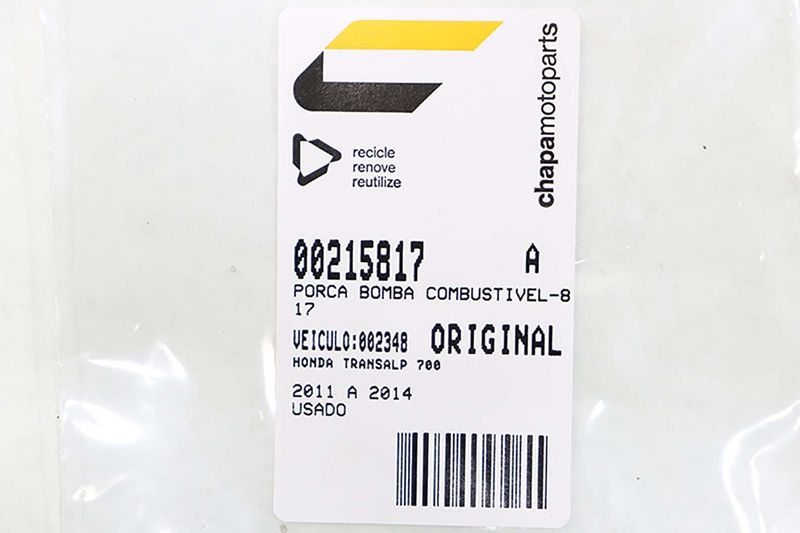 chapamotoparts
recicle
renove
reutilize
00215817 A
PORCA BOMBA COMBUSTIVEL-8
17
VEICULO:002348 ORIGINAL
HONDA TRANSALP 700
2011 A 2014
USADO